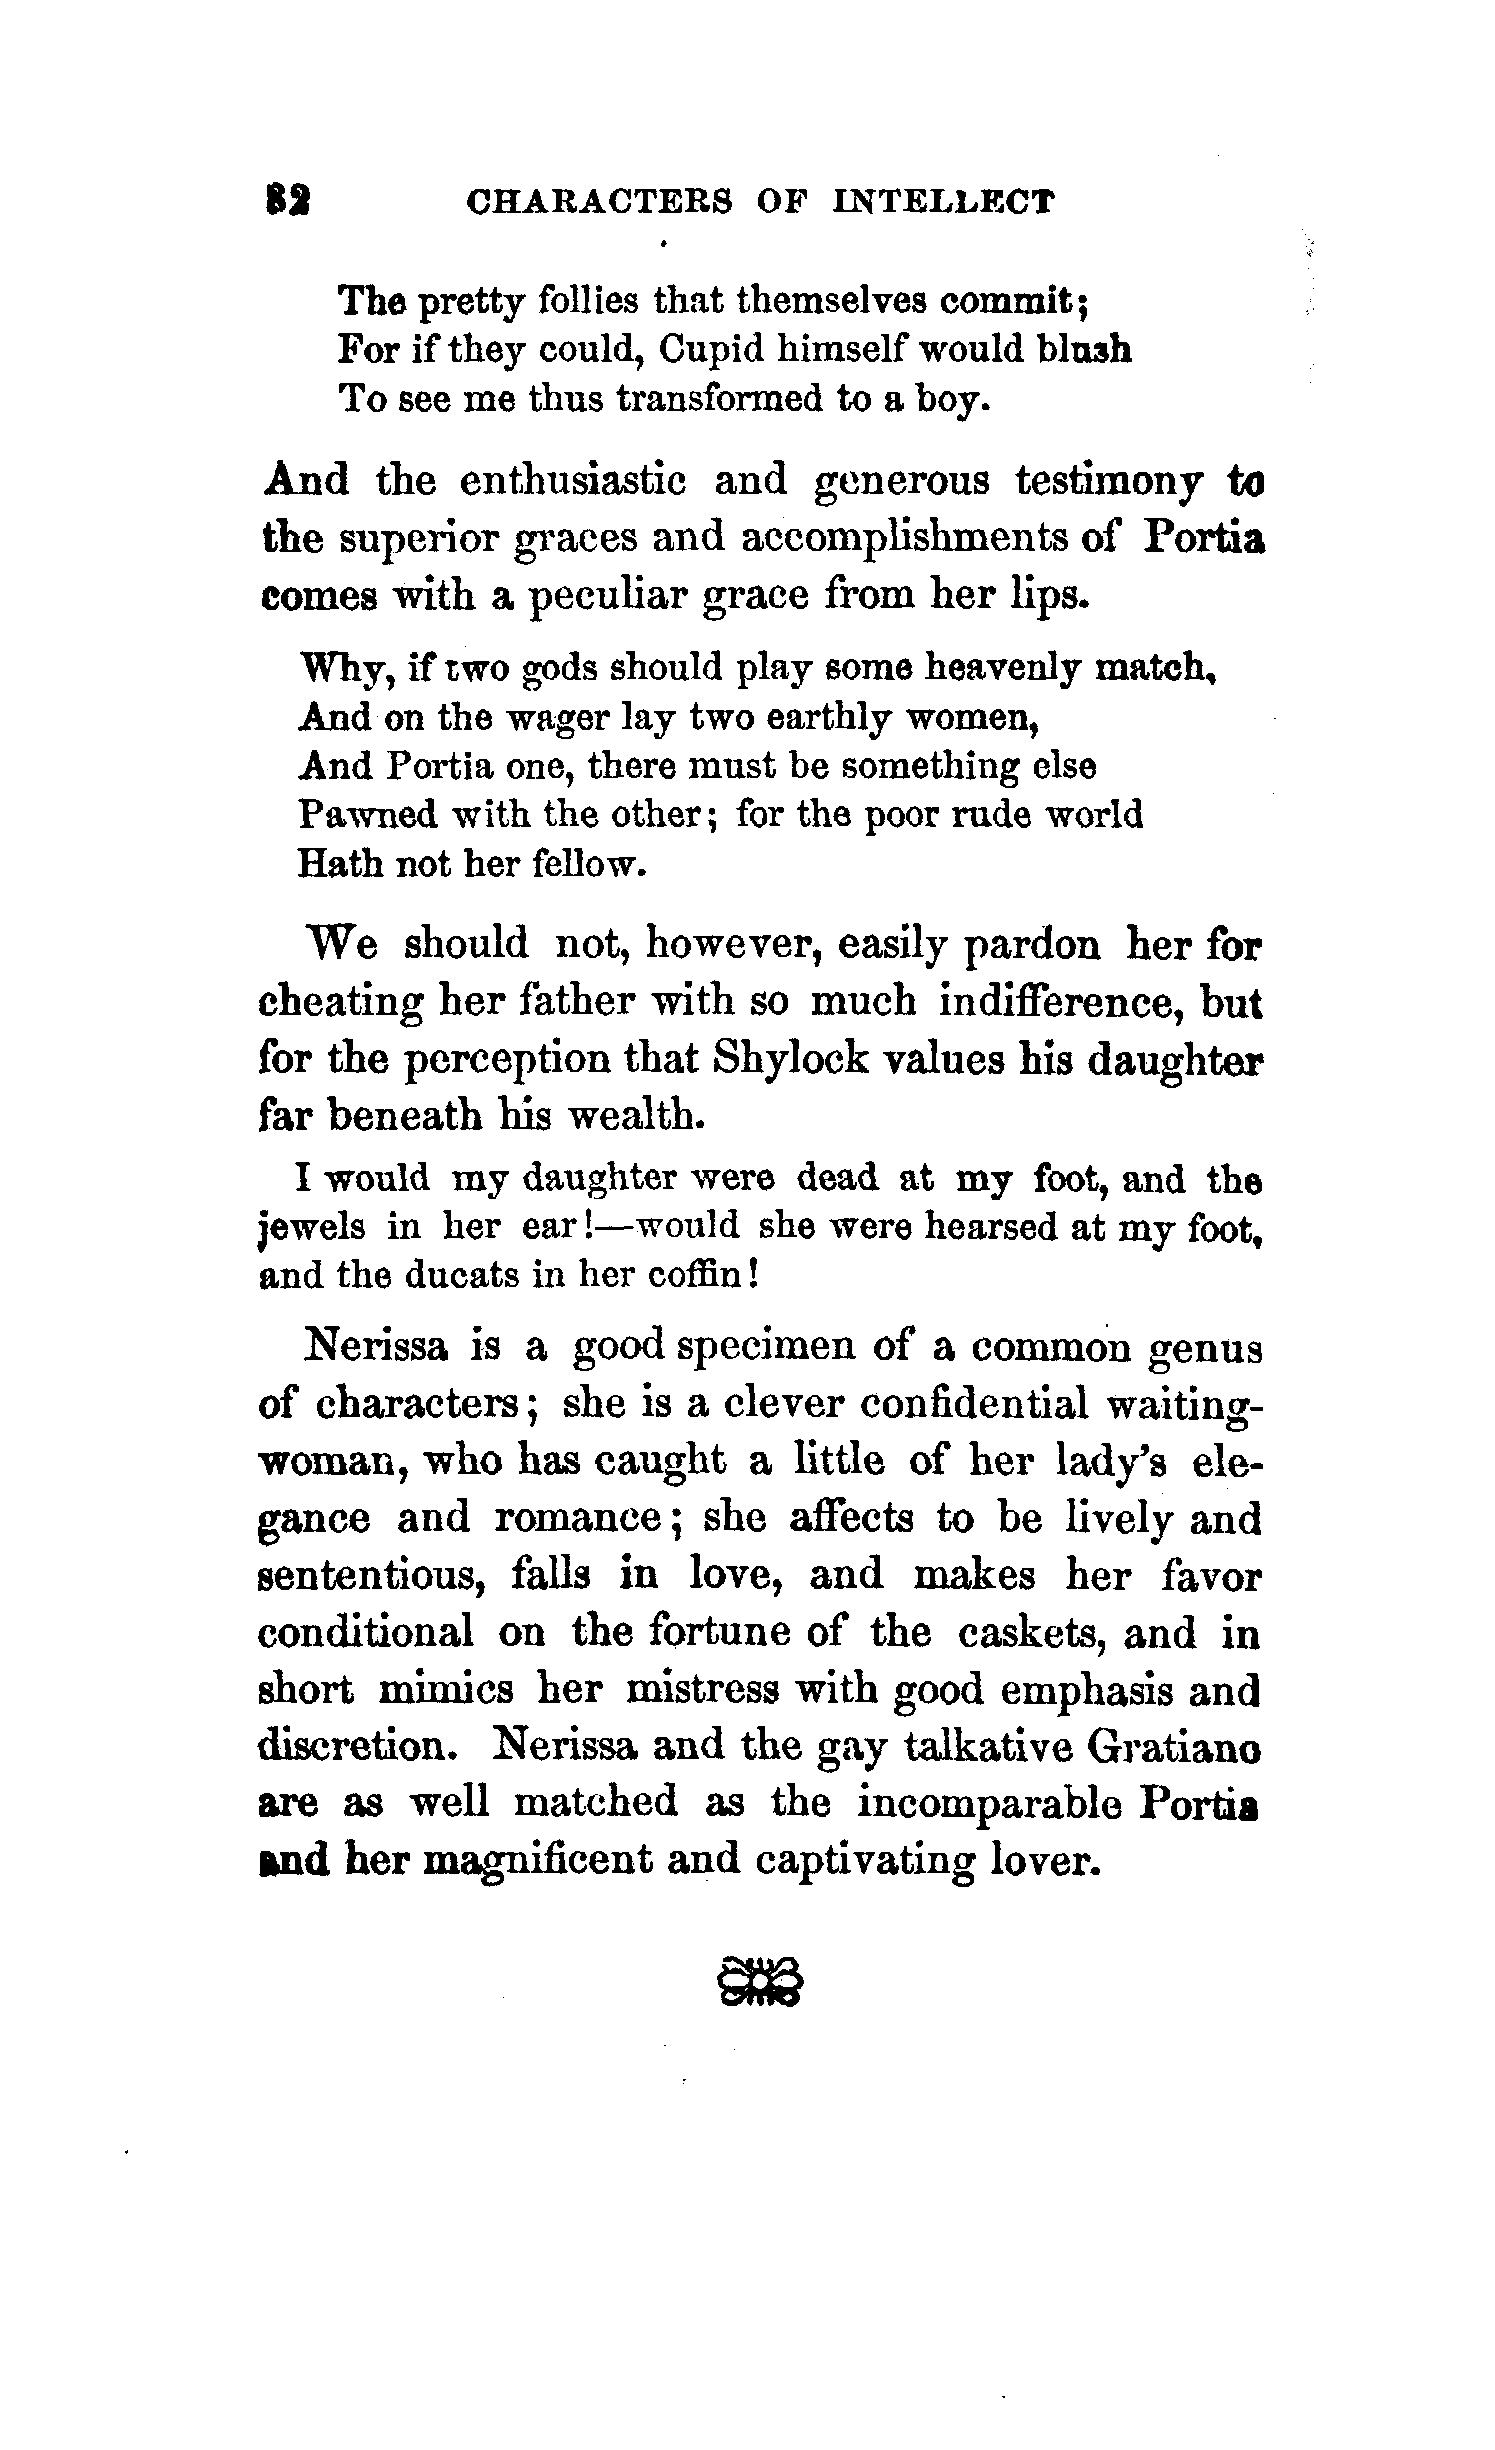 82 CHARACTERS OF INTELLECT
The pretty follies that themselves commit;
For if they could, Cupid himself would blush
To see me thus transformed to a boy.
And the enthusiastic and generous testimony to
the superior graces and accomplishments of Portia
comes with a peculiar grace from her lips.
Why, if two gods should play some heavenly match,
And on the wager lay two earthly women,
And Portia one, there must be something else
Pawned with the other; for the poor rude world
Hath not her fellow.
We should not, however, easily pardon her for
cheating her father with so much indifference, but
for the perception that Shylock values his daughter
far beneath his wealth.
I would my daughter were dead at my foot, and the
jewels in her ear!—would she were hearsed at my foot,
and the ducats in her coffin!
Nerissa is a good specimen of a common genus
of characters; she is a clever confidential waiting-
woman, who has caught a little of her lady's ele-
gance and romance; she affects to be lively and
sententious, falls in love, and makes her favor
conditional on the fortune of the caskets, and in
short mimics her mistress with good emphasis and
discretion. Nerissa and the gay talkative Gratiano
are as well matched as the incomparable Portia
and her magnificent and captivating lover.